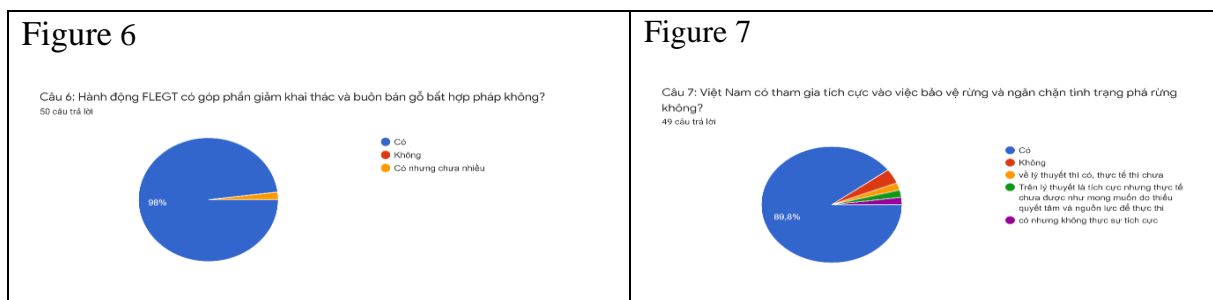 Figure 6
Câu 6: Hành động FLEGT có góp phần giảm khai thác và buôn bán gỗ bất hợp pháp không?
50 câu trả lời
Có
Không
Có nhưng chưa nhiều
98%
Figure 7
Câu 7: Việt Nam có tham gia tích cực vào việc bảo vệ rừng và ngăn chặn tình trạng phá rừng
không?
49 câu trả lời
Có
Không
về lý thuyết thì có, thực tế thì chưa
Trên lý thuyết là tích cực nhưng thực tế
chưa được như mong muốn do thiếu
quyết tâm và nguồn lực để thực thi
có nhưng không thực sự tích cực
89,8%